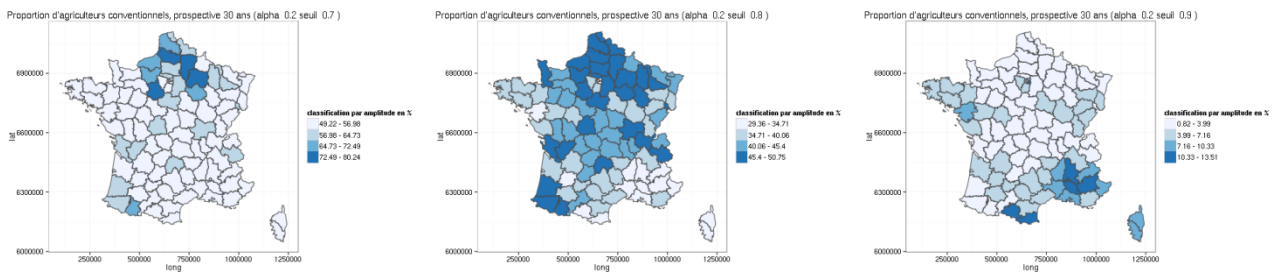 Proportion d'agriculteurs conventionnels, prospective 30 ans (alpha 0.2 seuil 0.7 )
6900000
6600000
6300000
6000000
lat
250000 500000 750000 1000000 1250000
long
classification par amplitude en %
49.22 - 56.98
56.98 - 64.73
64.73 - 72.49
72.49 - 80.24
Proportion d'agriculteurs conventionnels, prospective 30 ans (alpha 0.2 seuil 0.8 )
6900000
6600000
6300000
6000000
lat
250000 500000 750000 1000000 1250000
long
classification par amplitude en %
29.36 - 34.71
34.71 - 40.06
40.06 - 45.4
45.4 - 50.75
Proportion d'agriculteurs conventionnels, prospective 30 ans (alpha 0.2 seuil 0.9 )
6900000
6600000
6300000
6000000
lat
250000 500000 750000 1000000 1250000
long
classification par amplitude en %
0.82 - 3.99
3.99 - 7.16
7.16 - 10.33
10.33 - 13.51